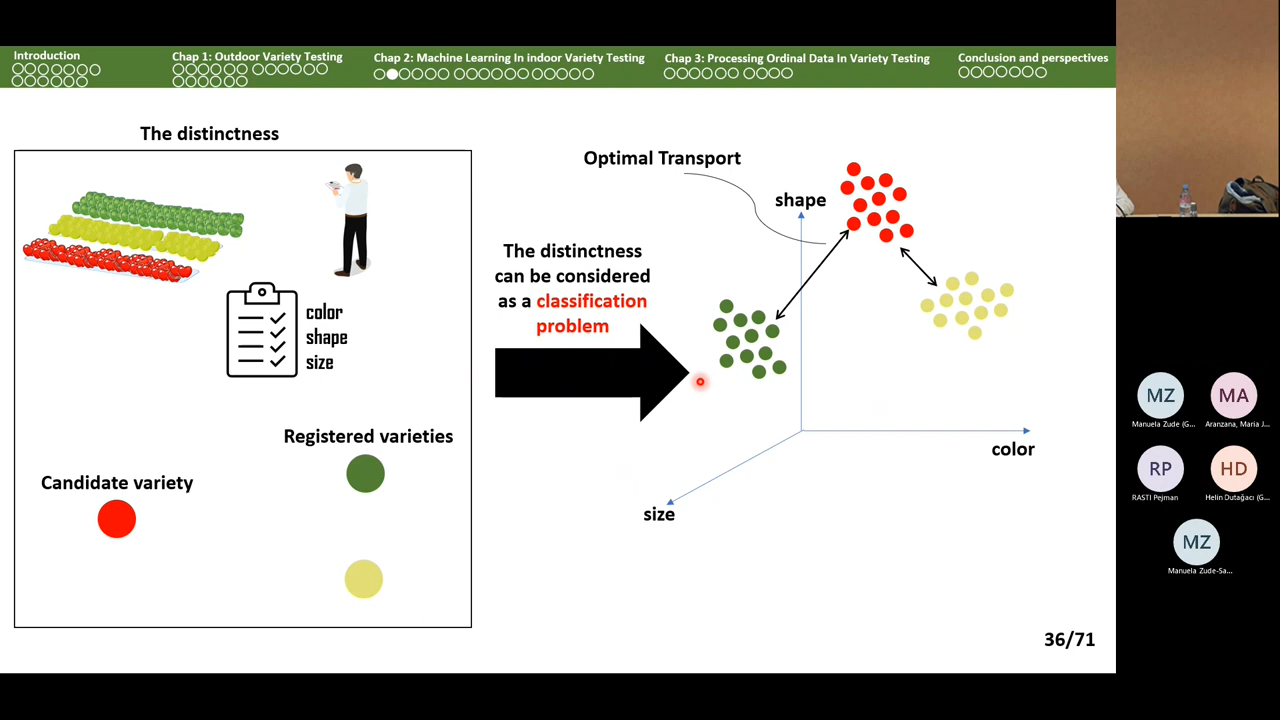 Introduction
Chap 1: Outdoor Variety Testing
Chap 2: Machine Learning In indoor Variety Testing
Chap 3: Processing Ordinal Data In Variety Testing
Conclusion and perspectives
The distinctness
color
shape
size
Registered varieties
Candidate variety
The distinctness
can be considered
as a classification
problem
Optimal Transport
shape
color
size
36/71
MZ
Manuela Zude (G...
MA
Aranzana, Maria J...
RP
RASTI Pejman
HD
Helin Dutağacı (G...
MZ
Manuela Zude-Sa...